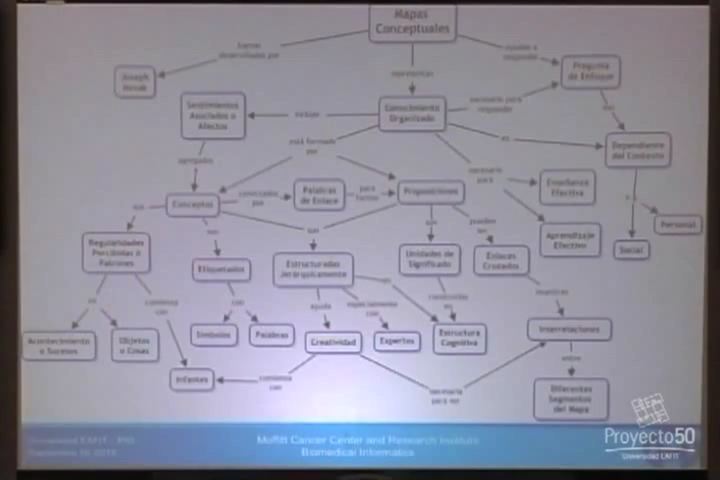 Mapas
Conceptuales
fueron
desarrollados por
ayudan a
responder
Joseph
Novak
representan
Pregunta
de Enfoque
Sentimientos
Asociados o
Afectos
incluye
Conocimiento
Organizado
necesario para
responder
es
Dependiente
del Contexto
está formado
por
agregados
necesario
para
Enseñanza
Efectiva
Conceptos
conectados
por
Palabras
de Enlace
para
formar
Proposiciones
Personal
son
son
son
son
pueden
ser
Aprendizaje
Efectivo
Social
Regularidades
Percibidas o
Patrones
Etiquetados
Estructurados
Jerárquicamente
Unidades de
Significado
Enlaces
Cruzados
en
comienza
con
con
ayuda
especialmente
con
construidas
en
muestran
Acontecimientos
o Sucesos
Objetos
o Cosas
Símbolos
Palabras
Creatividad
Expertos
Estructura
Cognitiva
Interrelaciones
Infantes
comienza
con
necesaria
para ver
entre
Diferentes
Segmentos
del Mapa
Moffitt Cancer Center and Research Institute
Biomedical Informatics
Proyecto50
Universidad EAFIT